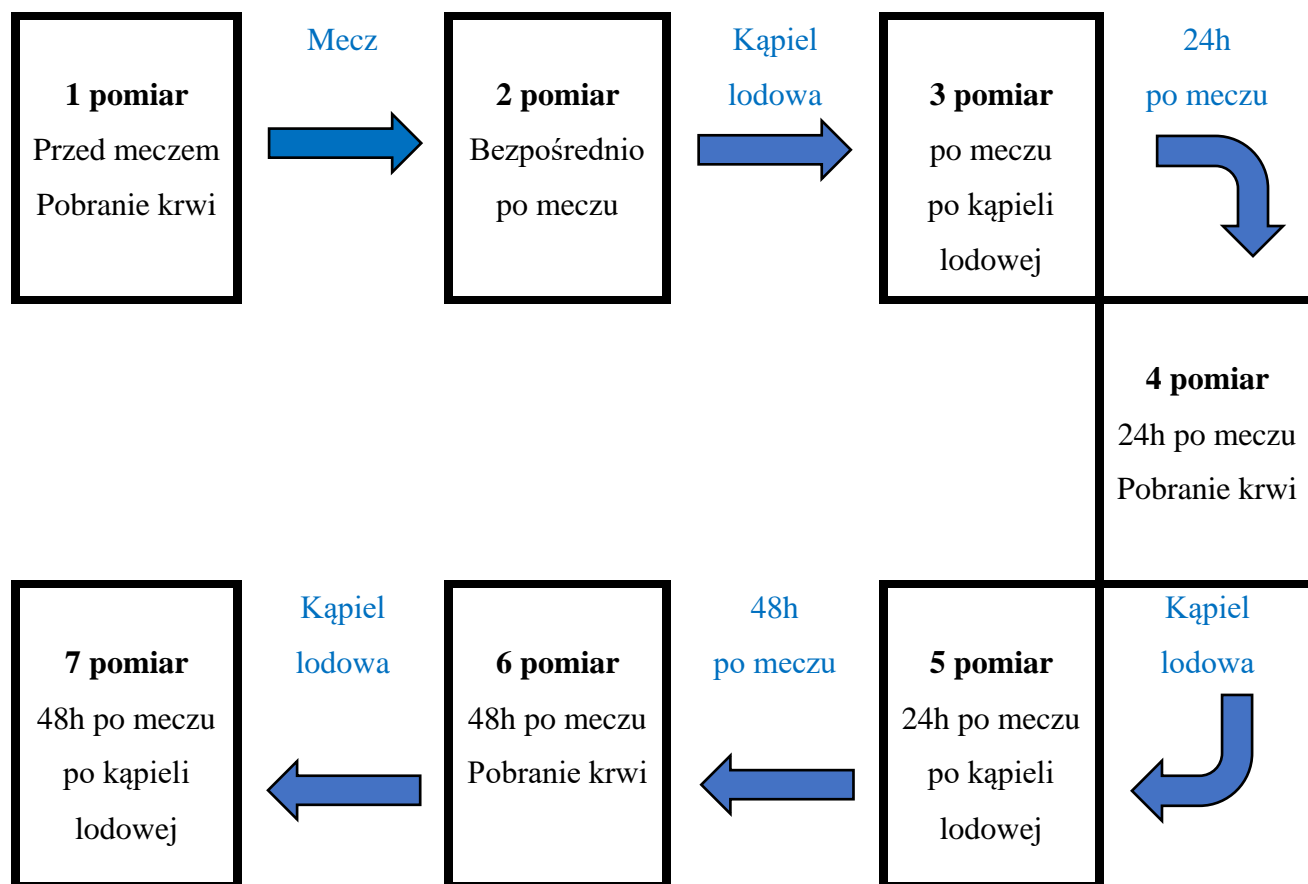 1 pomiar
Przed meczem
Pobranie krwi
Mecz
2 pomiar
Bezpośrednio
po meczu
Kąpiel
lodowa
3 pomiar
po meczu
po kąpieli
lodowej
24h
po meczu
4 pomiar
24h po meczu
Pobranie krwi
Kąpiel
lodowa
5 pomiar
24h po meczu
po kąpieli
lodowej
48h
po meczu
6 pomiar
48h po meczu
Pobranie krwi
Kąpiel
lodowa
7 pomiar
48h po meczu
po kąpieli
lodowej